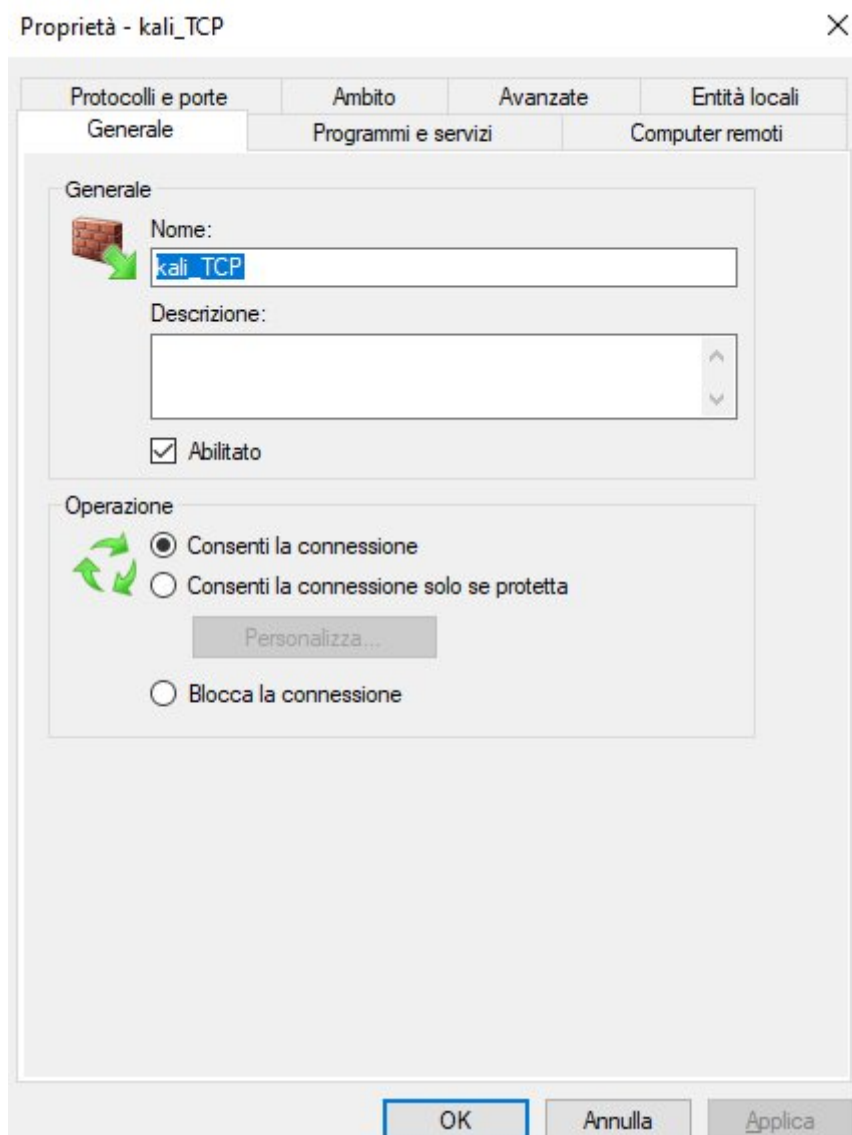 Proprietà - kali_TCP
Protocolli e porte Ambito Avanzate Entità locali
Generale Programmi e servizi Computer remoti
Generale
Nome:
kali_TCP
Descrizione:
Abilitato
Operazione
Consenti la connessione
Consenti la connessione solo se protetta
Personalizza...
Blocca la connessione
OK Annulla Applica